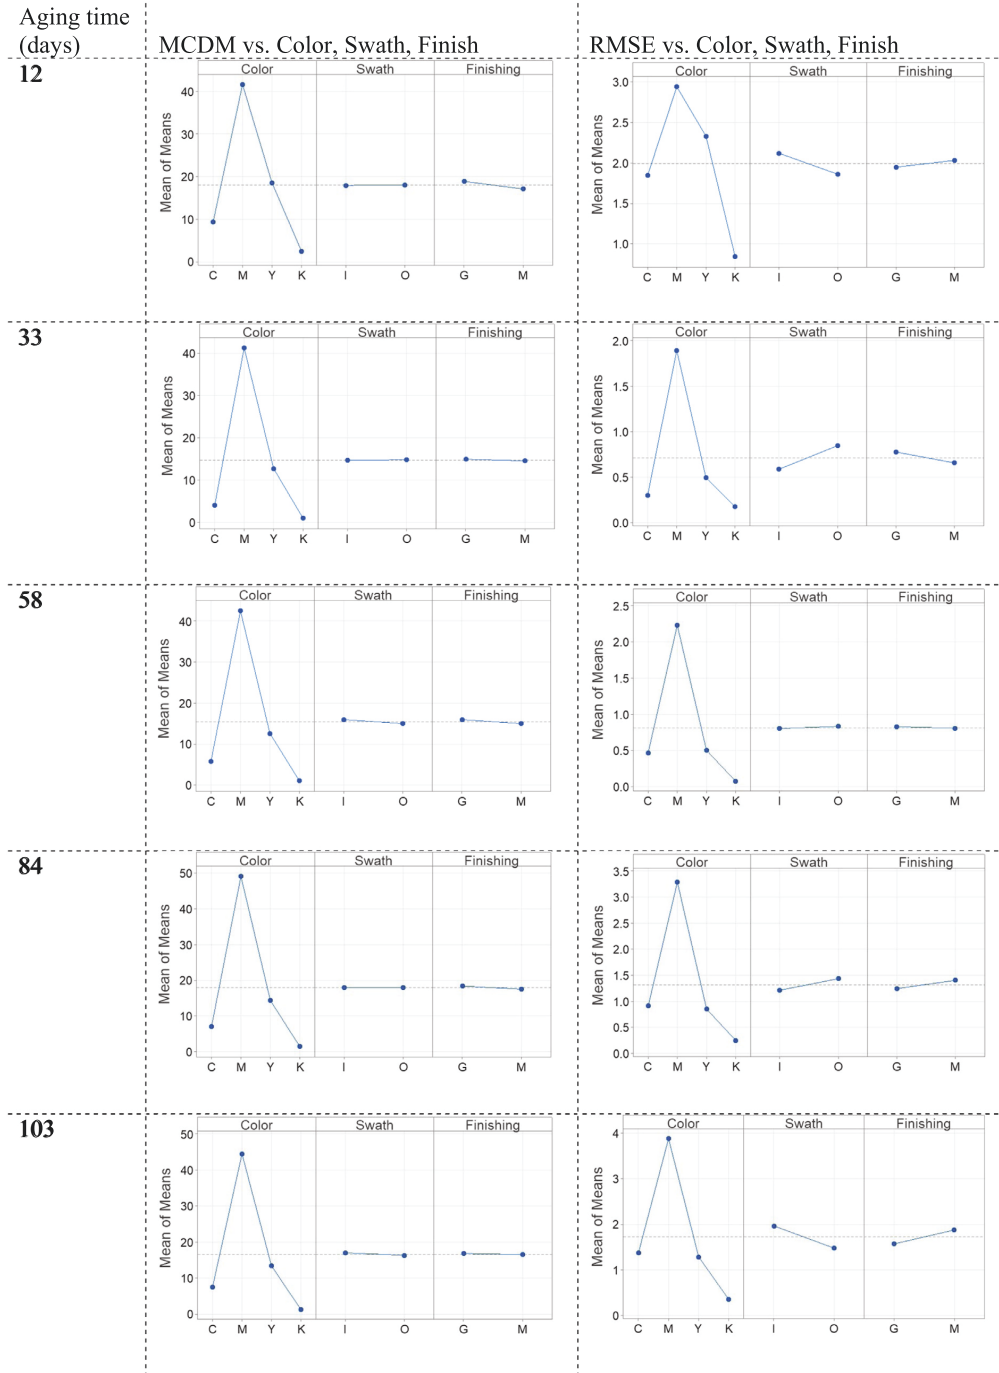 Aging time
(days)
MCDM vs. Color, Swath, Finish
RMSE vs. Color, Swath, Finish
12
Color Swath Finishing
Mean of Means
40
30
20
10
0
C M Y K I O G M
Color Swath Finishing
Mean of Means
3.0
2.5
2.0
1.5
1.0
C M Y K I O G M
33
Color Swath Finishing
Mean of Means
40
30
20
10
0
C M Y K I O G M
Color Swath Finishing
Mean of Means
2.0
1.5
1.0
0.5
0.0
C M Y K I O G M
58
Color Swath Finishing
Mean of Means
40
30
20
10
0
C M Y K I O G M
Color Swath Finishing
Mean of Means
2.5
2.0
1.5
1.0
0.5
0.0
C M Y K I O G M
84
Color Swath Finishing
Mean of Means
50
40
30
20
10
0
C M Y K I O G M
Color Swath Finishing
Mean of Means
3.5
3.0
2.5
2.0
1.5
1.0
0.5
0.0
C M Y K I O G M
103
Color Swath Finishing
Mean of Means
50
40
30
20
10
0
C M Y K I O G M
Color Swath Finishing
Mean of Means
4
3
2
1
0
C M Y K I O G M